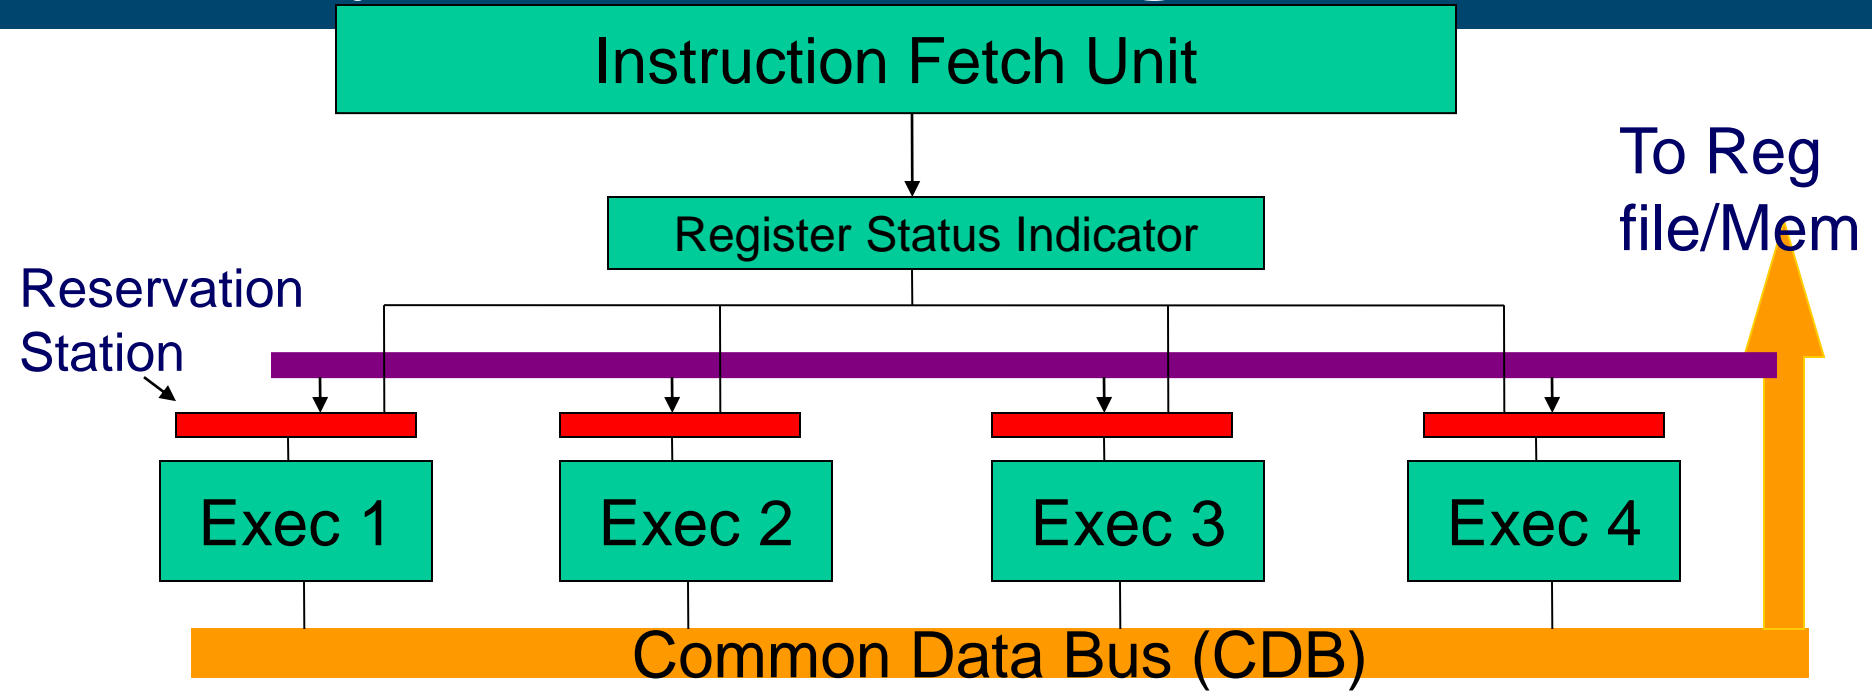 Instruction Fetch Unit
To Reg
file/Mem
Register Status Indicator
Reservation
Station
Exec 1
Exec 2
Exec 3
Exec 4
Common Data Bus (CDB)